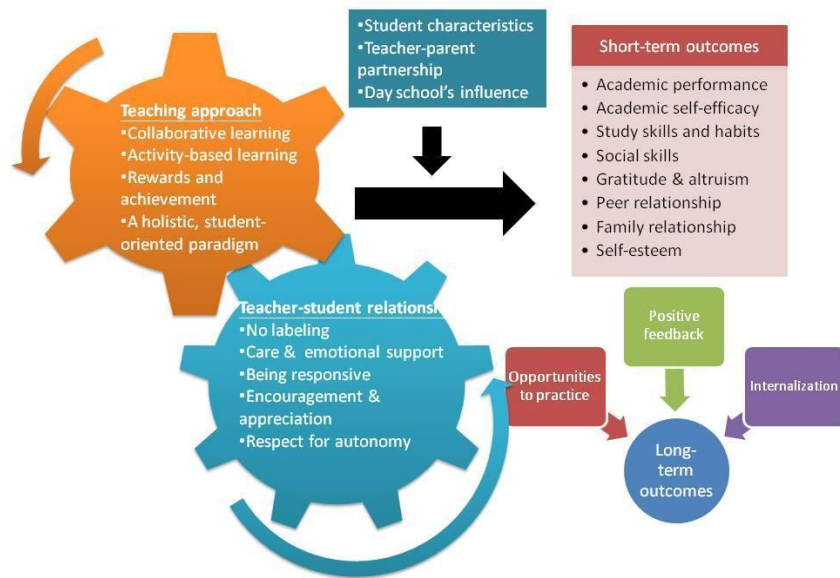 Teaching approach
▪Collaborative learning
▪Activity-based learning
▪Rewards and
achievement
▪A holistic, student-
oriented paradigm
▪Student characteristics
▪Teacher-parent
partnership
▪Day school's influence
Short-term outcomes
• Academic performance
• Academic self-efficacy
• Study skills and habits
• Social skills
• Gratitude & altruism
• Peer relationship
• Family relationship
• Self-esteem
Teacher-student relationship
▪No labeling
▪Care & emotional support
▪Being responsive
▪Encouragement &
appreciation
▪Respect for autonomy
Opportunities
to practice
Positive
feedback
Internalization
Long-
term
outcomes